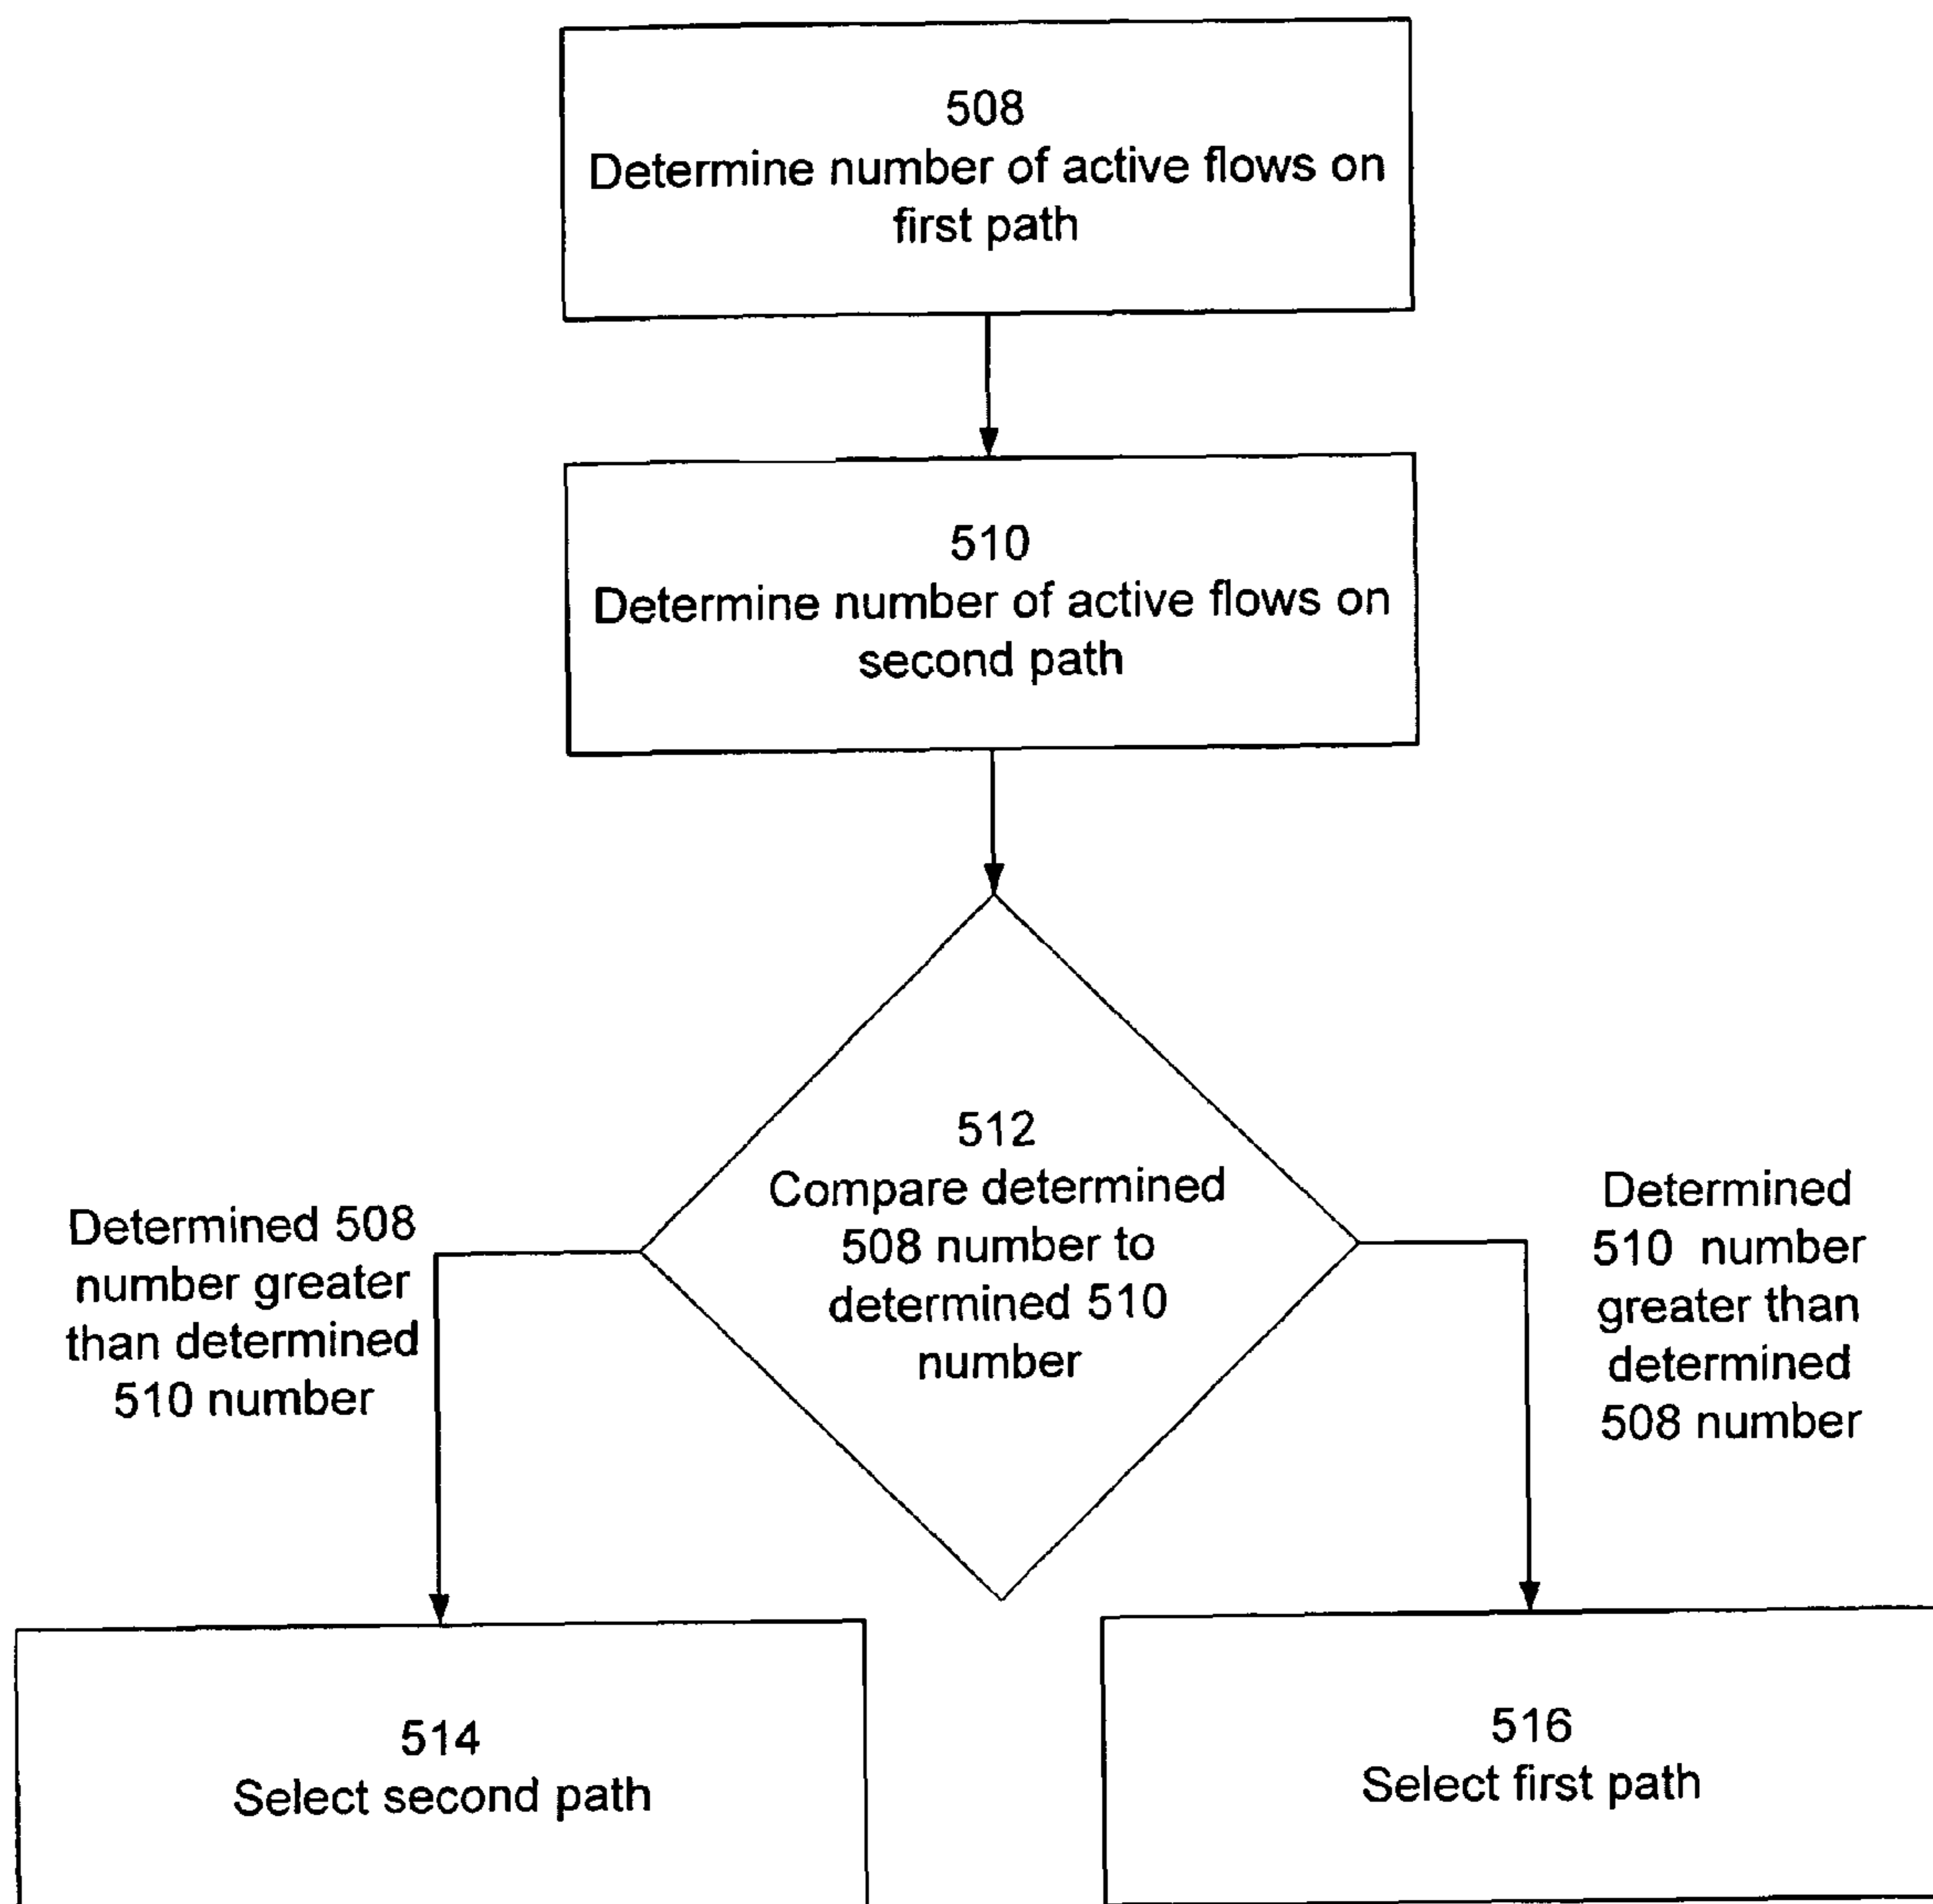 508
Determine number of active flows on
first path
510
Determine number of active flows on
second path
512
Compare determined
508 number to
determined 510
number
Determined 508
number greater
than determined
510 number
Determined
510 number
greater than
determined
508 number
514
Select second path
516
Select first path